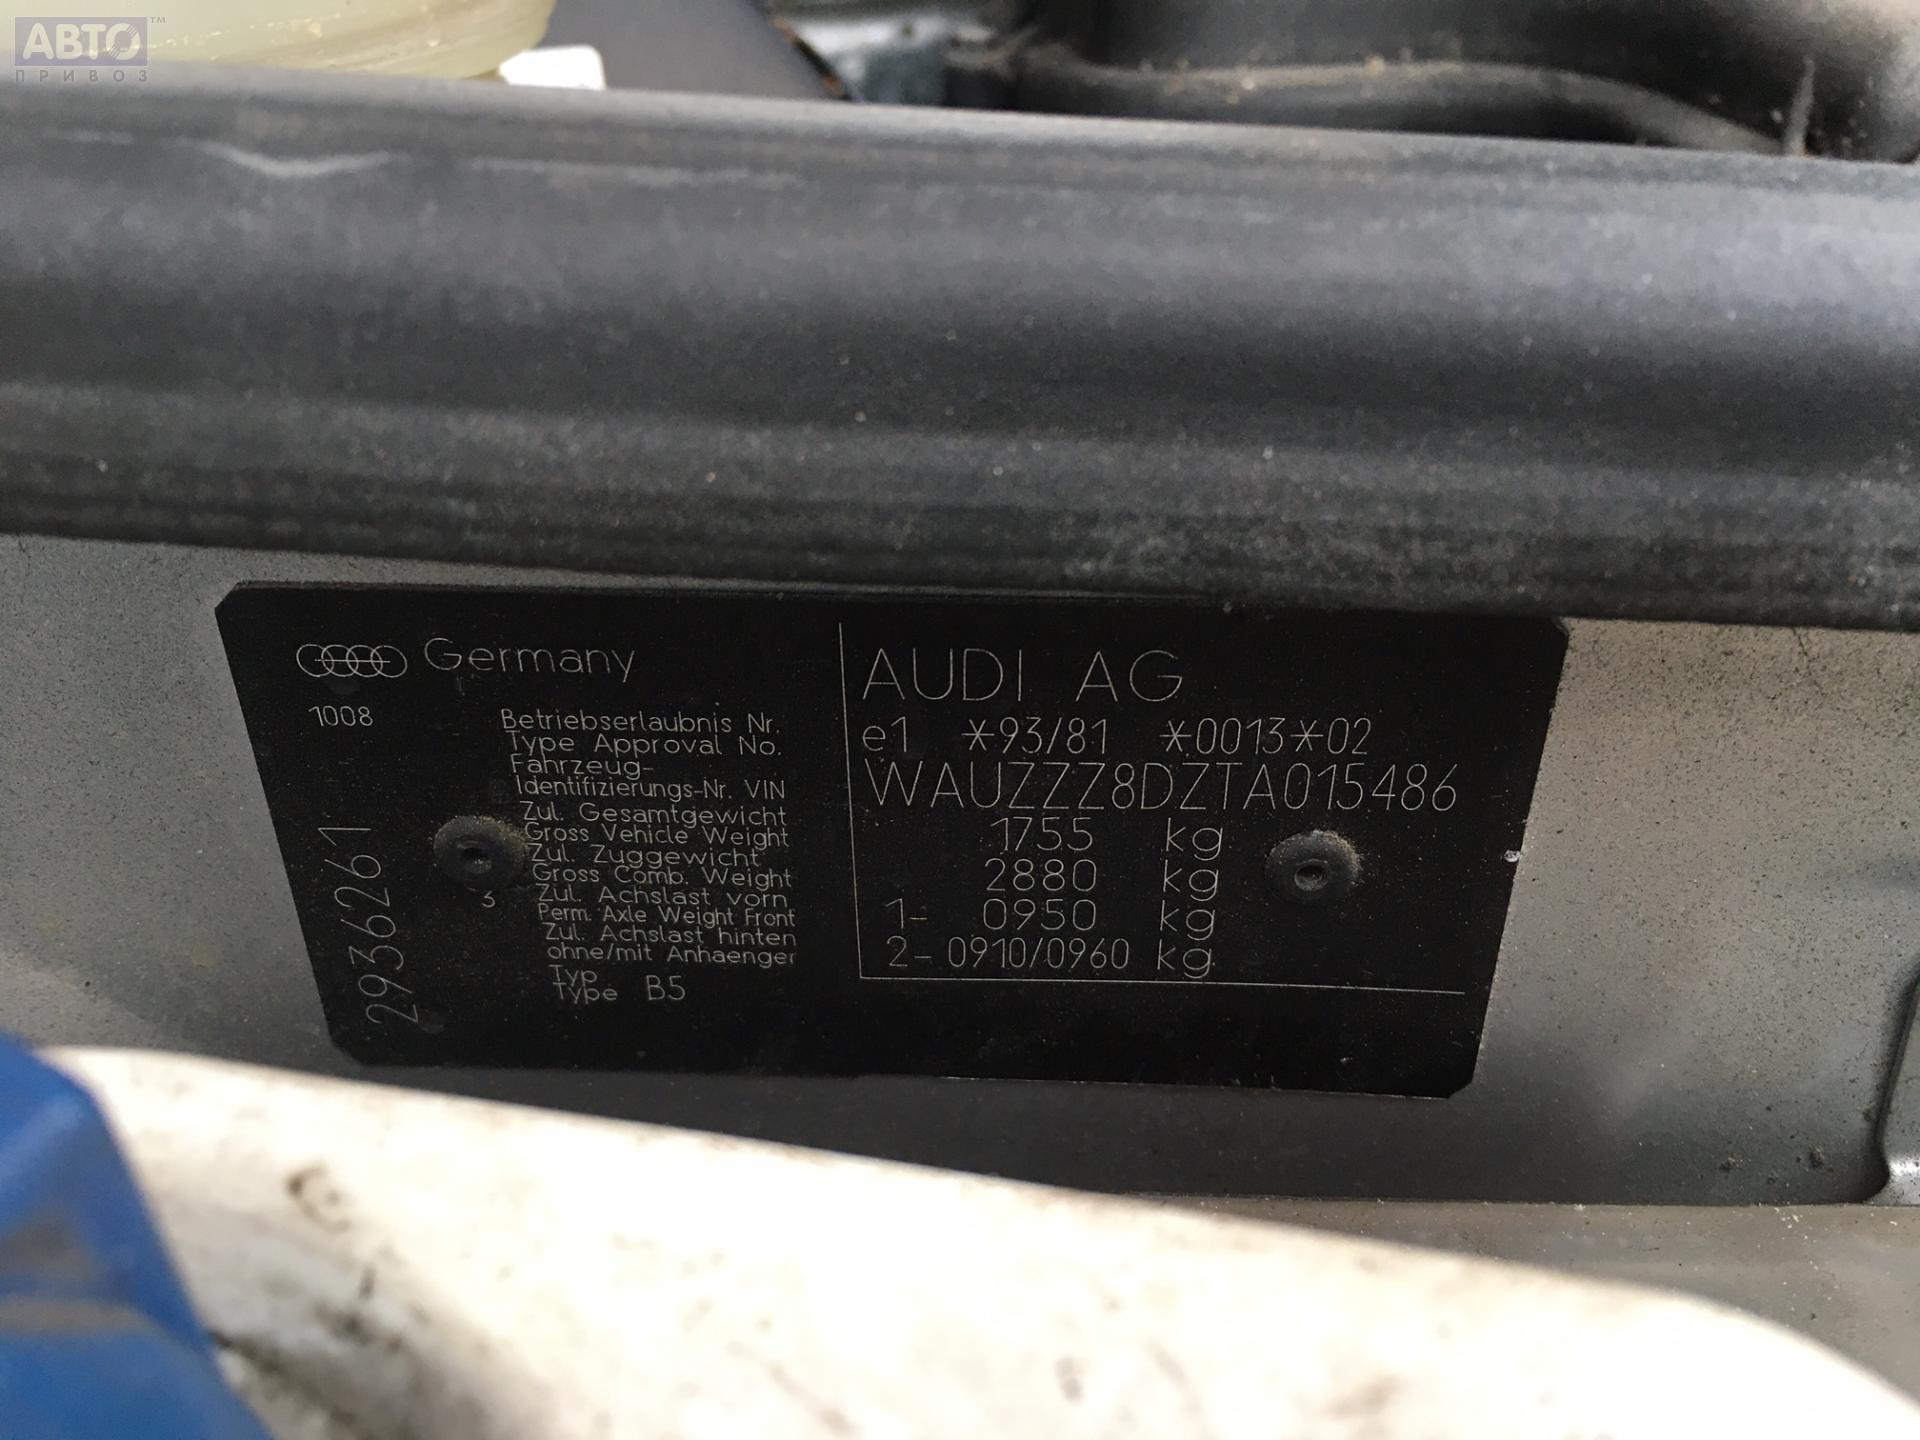 АВТО™
ПРИВОЗ
Germany
1008
2936261
3
Betriebserlaubnis Nr.
Type Approval No.
Fahrzeug-
Identifizierungs-Nr. VIN
Zul. Gesamtgewicht
Gross Vehicle Weight
Zul. Zuggewicht
Gross Comb. Weight
Zul. Achslast vorn
Perm. Axle Weight Front
Zul. Achslast hinten
ohne/mit Anhaenger
Typ
Type B5
AUDI AG
e1 *93/81 *0013*02
WAUZZZ8DZTA015486
1755 kg
2880 kg
1- 0950 kg
2- 0910/0960 kg